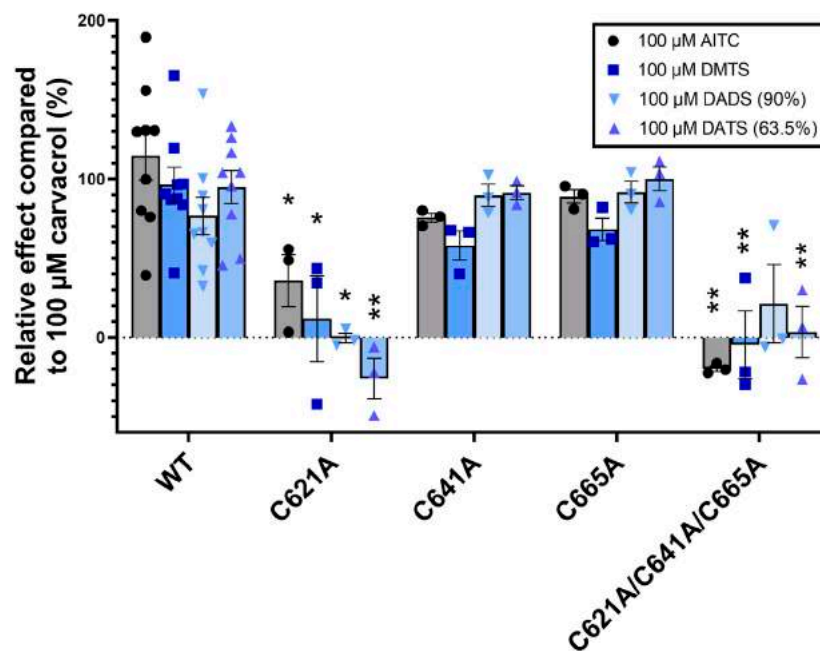 Relative effect compared
to 100 µM carvacrol (%)
200
100
0
100 µM AITC
100 µM DMTS
100 µM DADS (90%)
100 µM DATS (63.5%)
*
*
*
**
**
**
**
WT
C621A
C641A
C665A
C621A/C641A/C665A